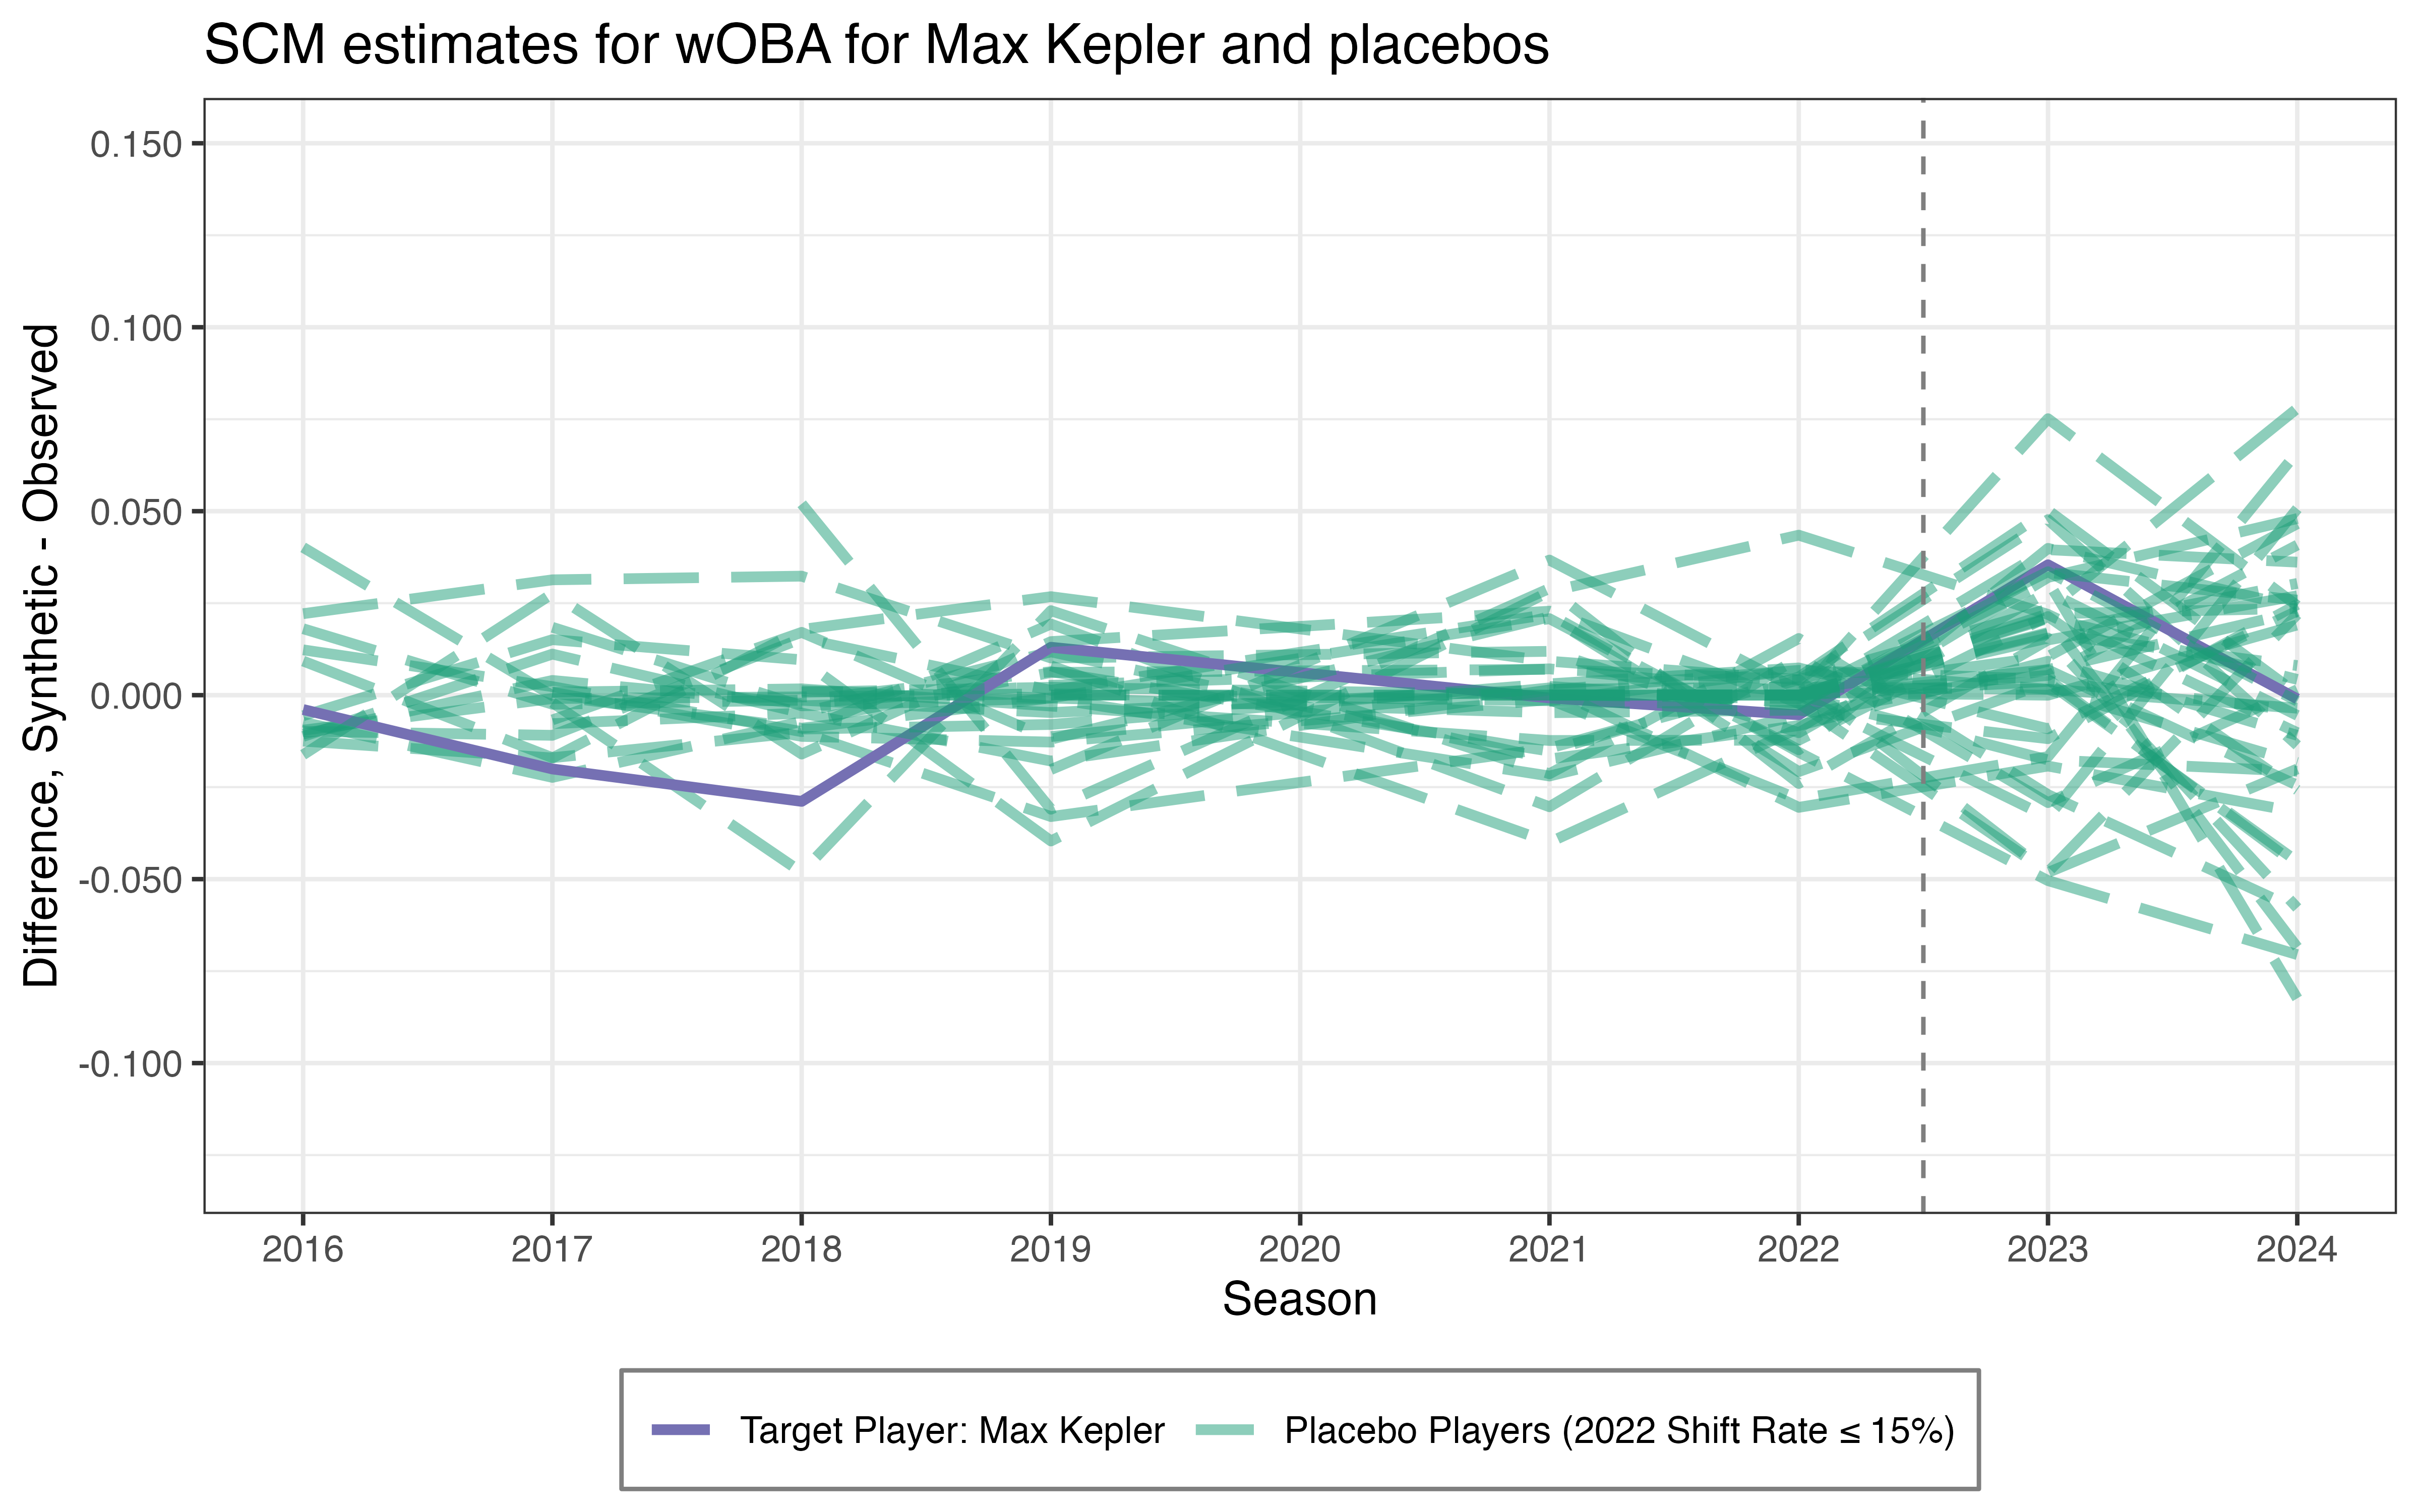 SCM estimates for wOBA for Max Kepler and placebos
Difference, Synthetic - Observed
0.150
0.100
0.050
0.000
-0.050
-0.100
2016 2017 2018 2019 2020 2021 2022 2023 2024
Season
Target Player: Max Kepler Placebo Players (2022 Shift Rate ≤ 15%)